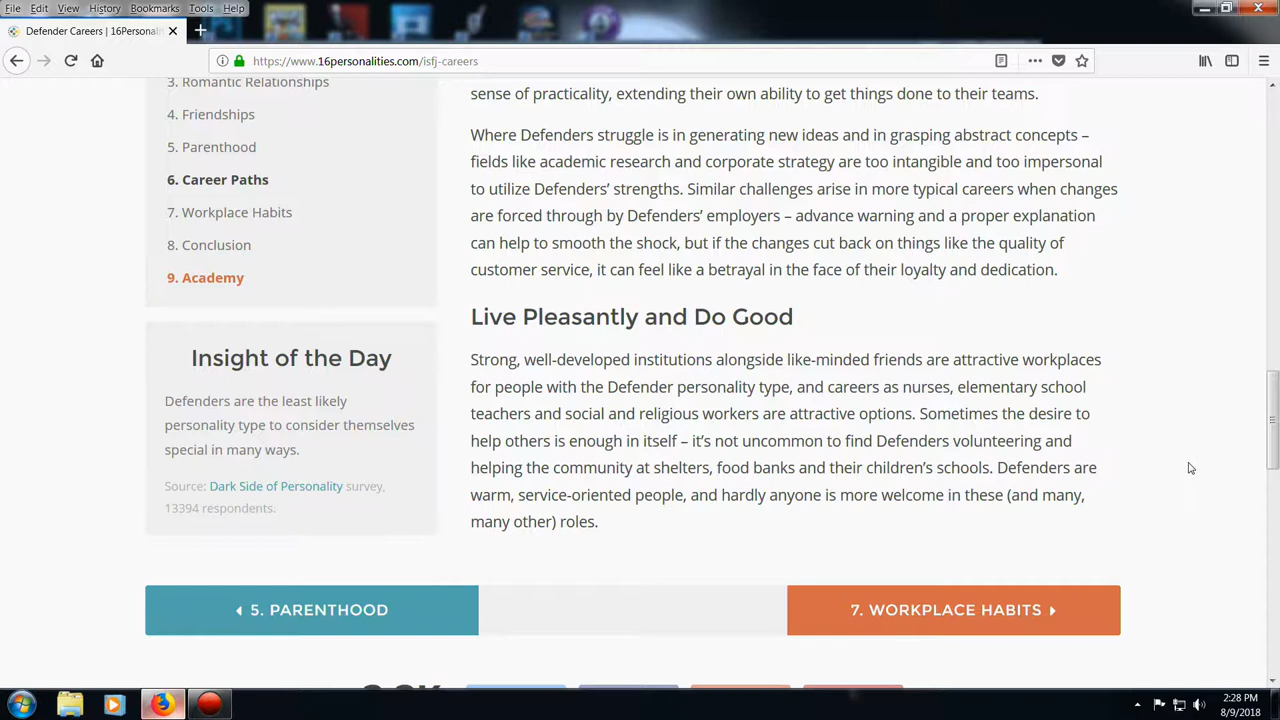 File Edit View History Bookmarks Tools Help
Defender Careers | 16Personali
https://www.16personalities.com/isfj-careers
3. Romantic Relationships
4. Friendships
5. Parenthood
6. Career Paths
7. Workplace Habits
8. Conclusion
9. Academy
Insight of the Day
Defenders are the least likely
personality type to consider themselves
special in many ways.
Source: Dark Side of Personality survey,
13394 respondents.
sense of practicality, extending their own ability to get things done to their teams.
Where Defenders struggle is in generating new ideas and in grasping abstract concepts –
fields like academic research and corporate strategy are too intangible and too impersonal
to utilize Defenders’ strengths. Similar challenges arise in more typical careers when changes
are forced through by Defenders’ employers – advance warning and a proper explanation
can help to smooth the shock, but if the changes cut back on things like the quality of
customer service, it can feel like a betrayal in the face of their loyalty and dedication.
Live Pleasantly and Do Good
Strong, well-developed institutions alongside like-minded friends are attractive workplaces
for people with the Defender personality type, and careers as nurses, elementary school
teachers and social and religious workers are attractive options. Sometimes the desire to
help others is enough in itself – it’s not uncommon to find Defenders volunteering and
helping the community at shelters, food banks and their children’s schools. Defenders are
warm, service-oriented people, and hardly anyone is more welcome in these (and many,
many other) roles.
5. PARENTHOOD
7. WORKPLACE HABITS
2:28 PM
8/9/2018